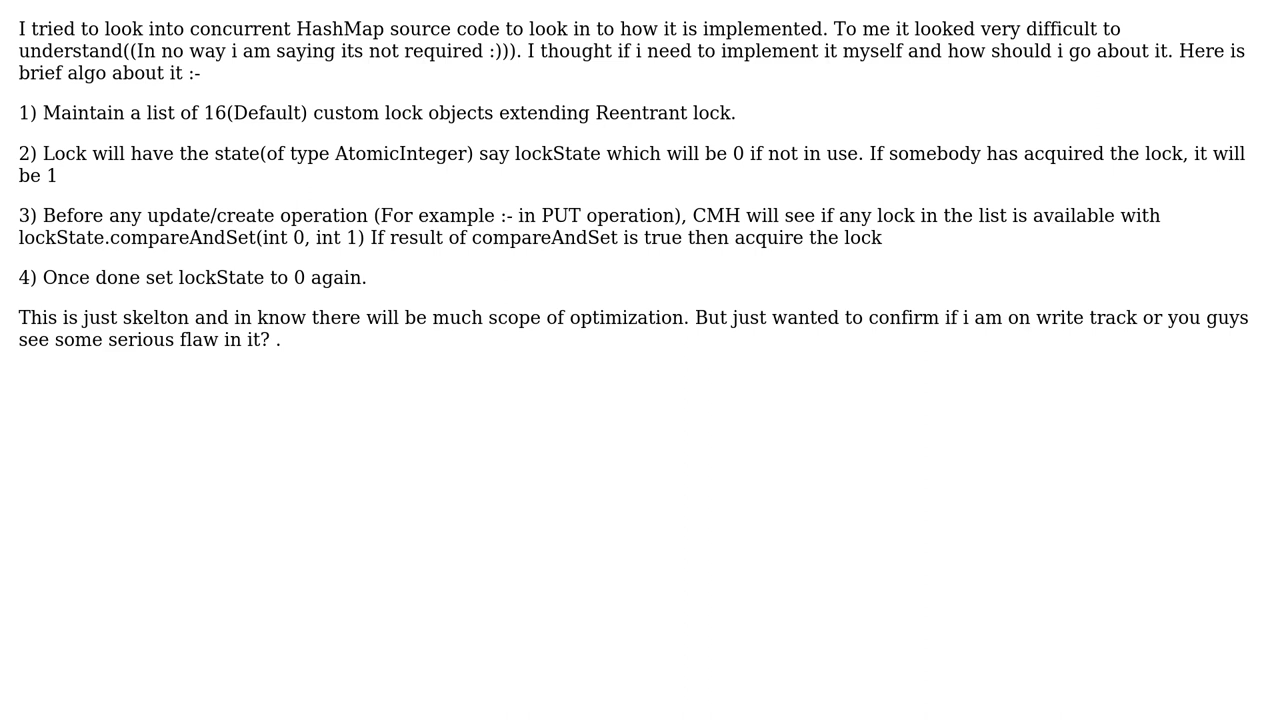 I tried to look into concurrent HashMap source code to look in to how it is implemented. To me it looked very difficult to
understand((In no way i am saying its not required :))). I thought if i need to implement it myself and how should i go about it. Here is
brief algo about it :-
1) Maintain a list of 16(Default) custom lock objects extending Reentrant lock.
2) Lock will have the state(of type AtomicInteger) say lockState which will be 0 if not in use. If somebody has acquired the lock, it will
be 1
3) Before any update/create operation (For example :- in PUT operation), CMH will see if any lock in the list is available with
lockState.compareAndSet(int 0, int 1) If result of compareAndSet is true then acquire the lock
4) Once done set lockState to 0 again.
This is just skelton and in know there will be much scope of optimization. But just wanted to confirm if i am on write track or you guys
see some serious flaw in it? .